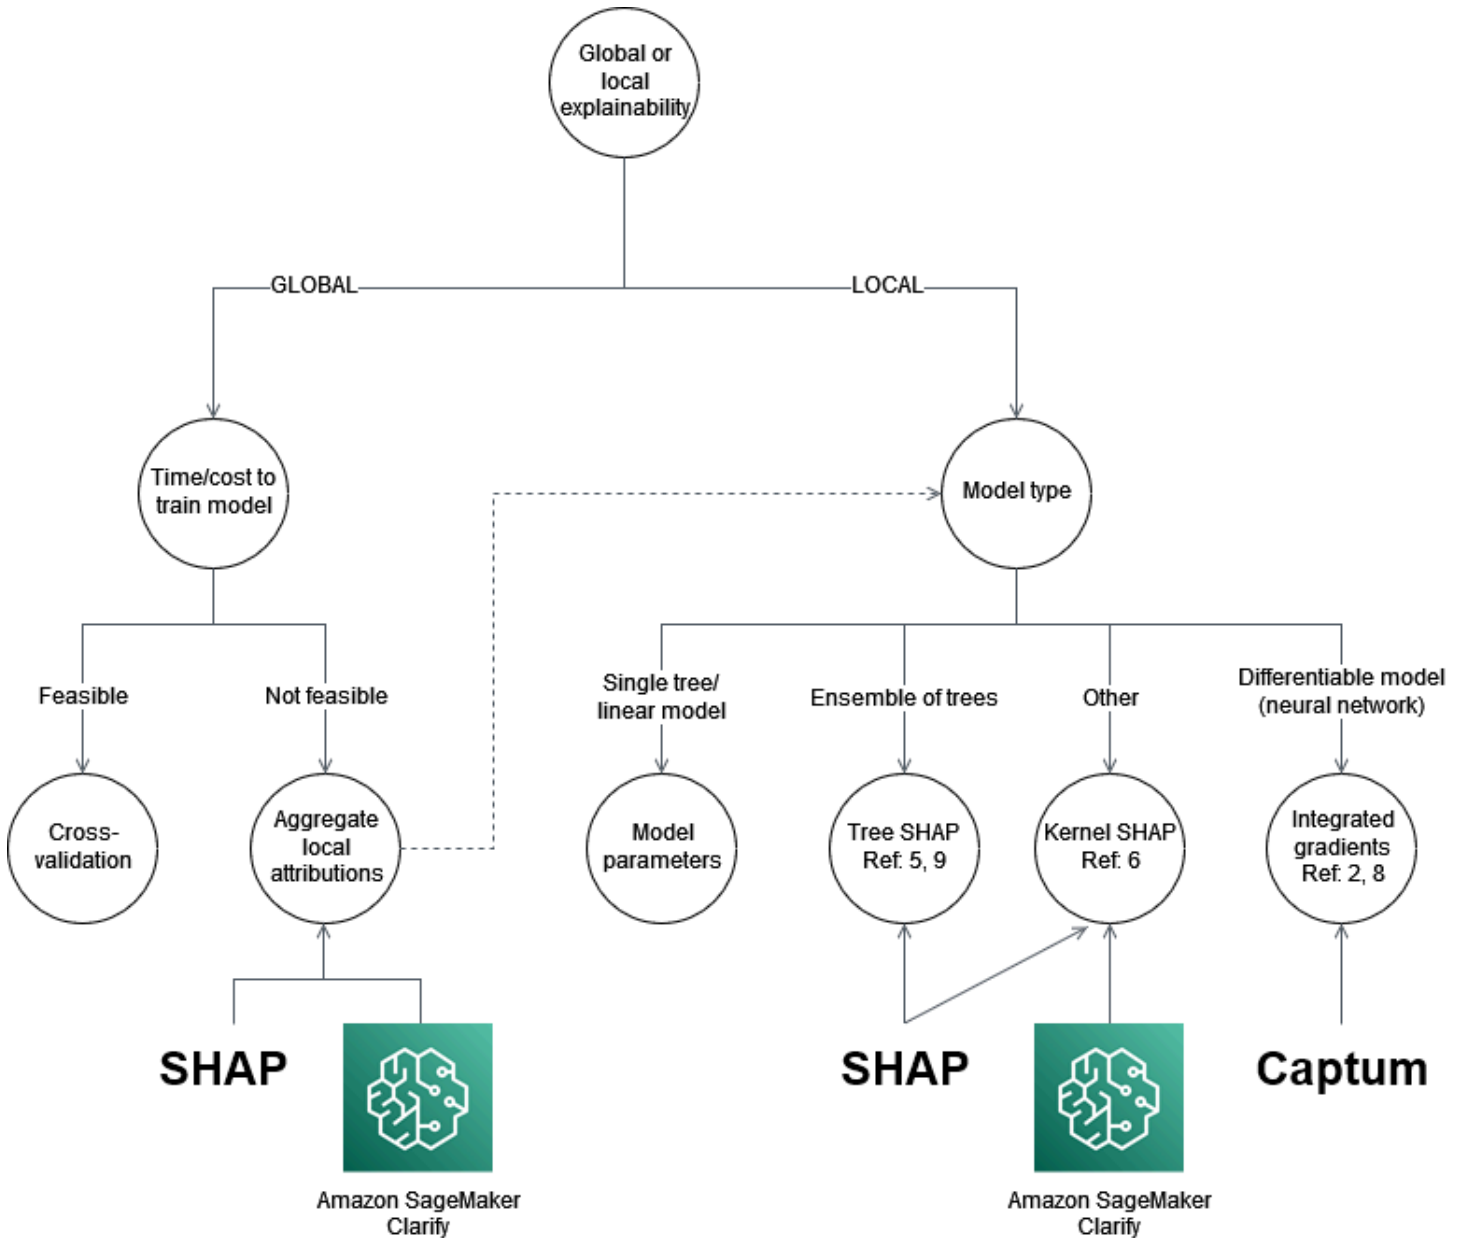 Global or
local
explainability
GLOBAL
LOCAL
Time/cost to
train model
Model type
Feasible
Not feasible
Single tree/
linear model
Ensemble of trees
Other
Differentiable model
(neural network)
Cross-
validation
Aggregate
local
attributions
Model
parameters
Tree SHAP
Ref: 5, 9
Kernel SHAP
Ref: 6
Integrated
gradients
Ref: 2, 8
SHAP
Amazon SageMaker
Clarify
SHAP
Amazon SageMaker
Clarify
Captum